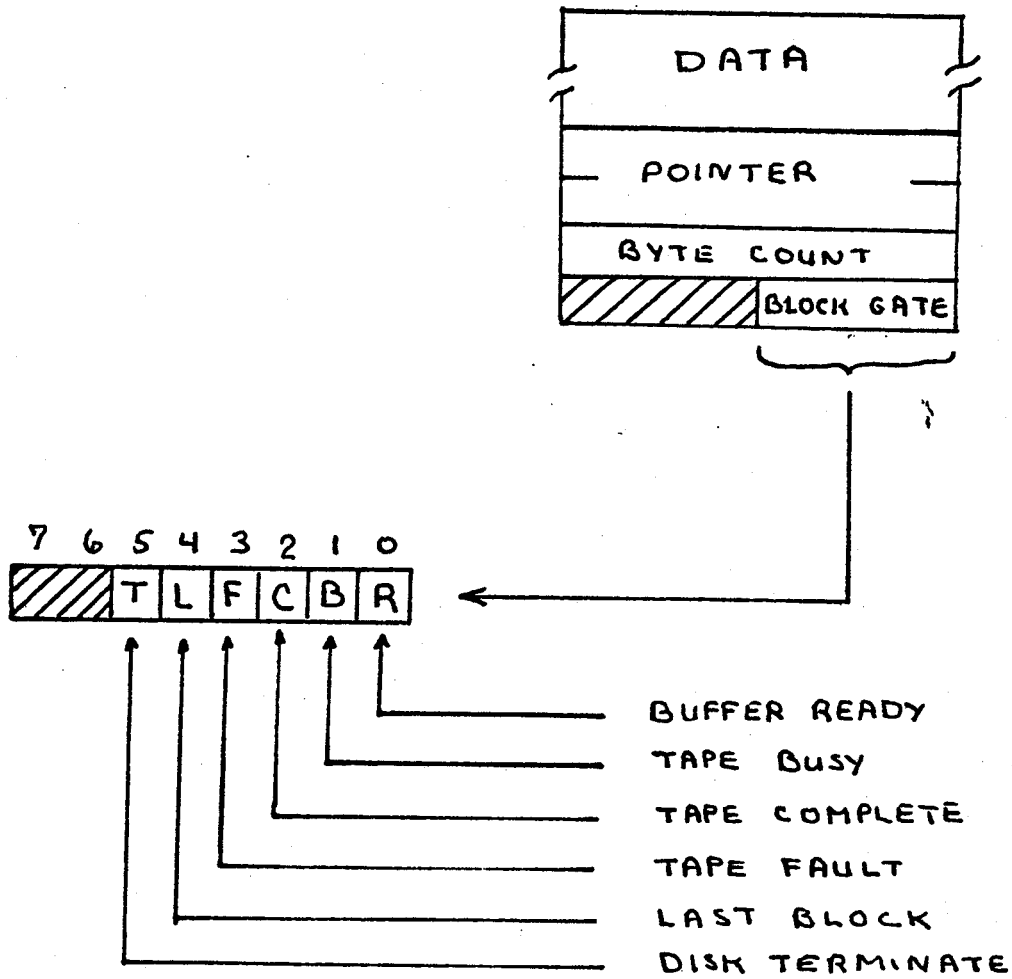 DATA
POINTER
BYTE COUNT
BLOCK GATE
7 6 5 4 3 2 1 0
T L F C B R
BUFFER READY
TAPE BUSY
TAPE COMPLETE
TAPE FAULT
LAST BLOCK
DISK TERMINATE